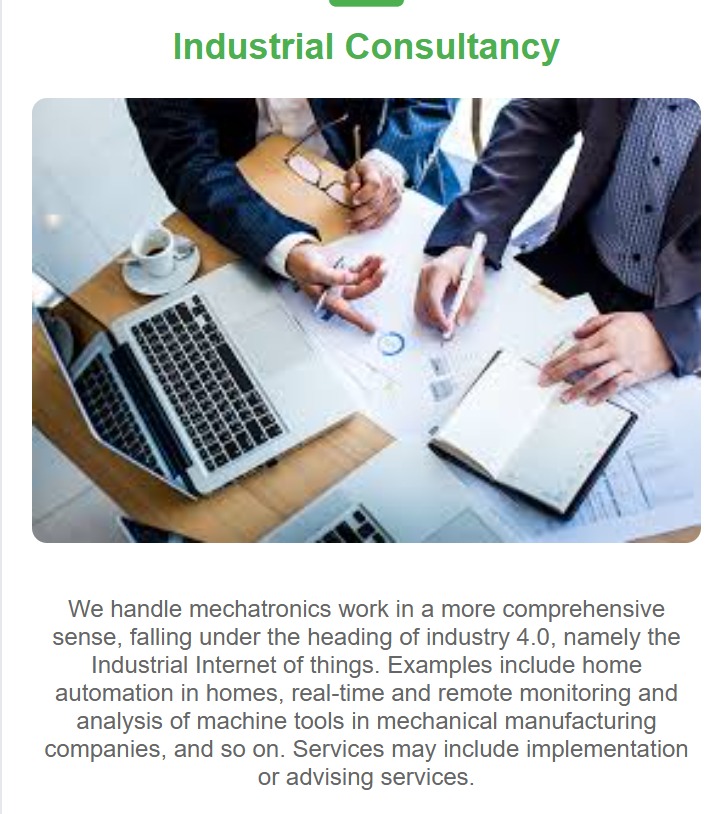 Industrial Consultancy
We handle mechatronics work in a more comprehensive
sense, falling under the heading of industry 4.0, namely the
Industrial Internet of things. Examples include home
automation in homes, real-time and remote monitoring and
analysis of machine tools in mechanical manufacturing
companies, and so on. Services may include implementation
or advising services.